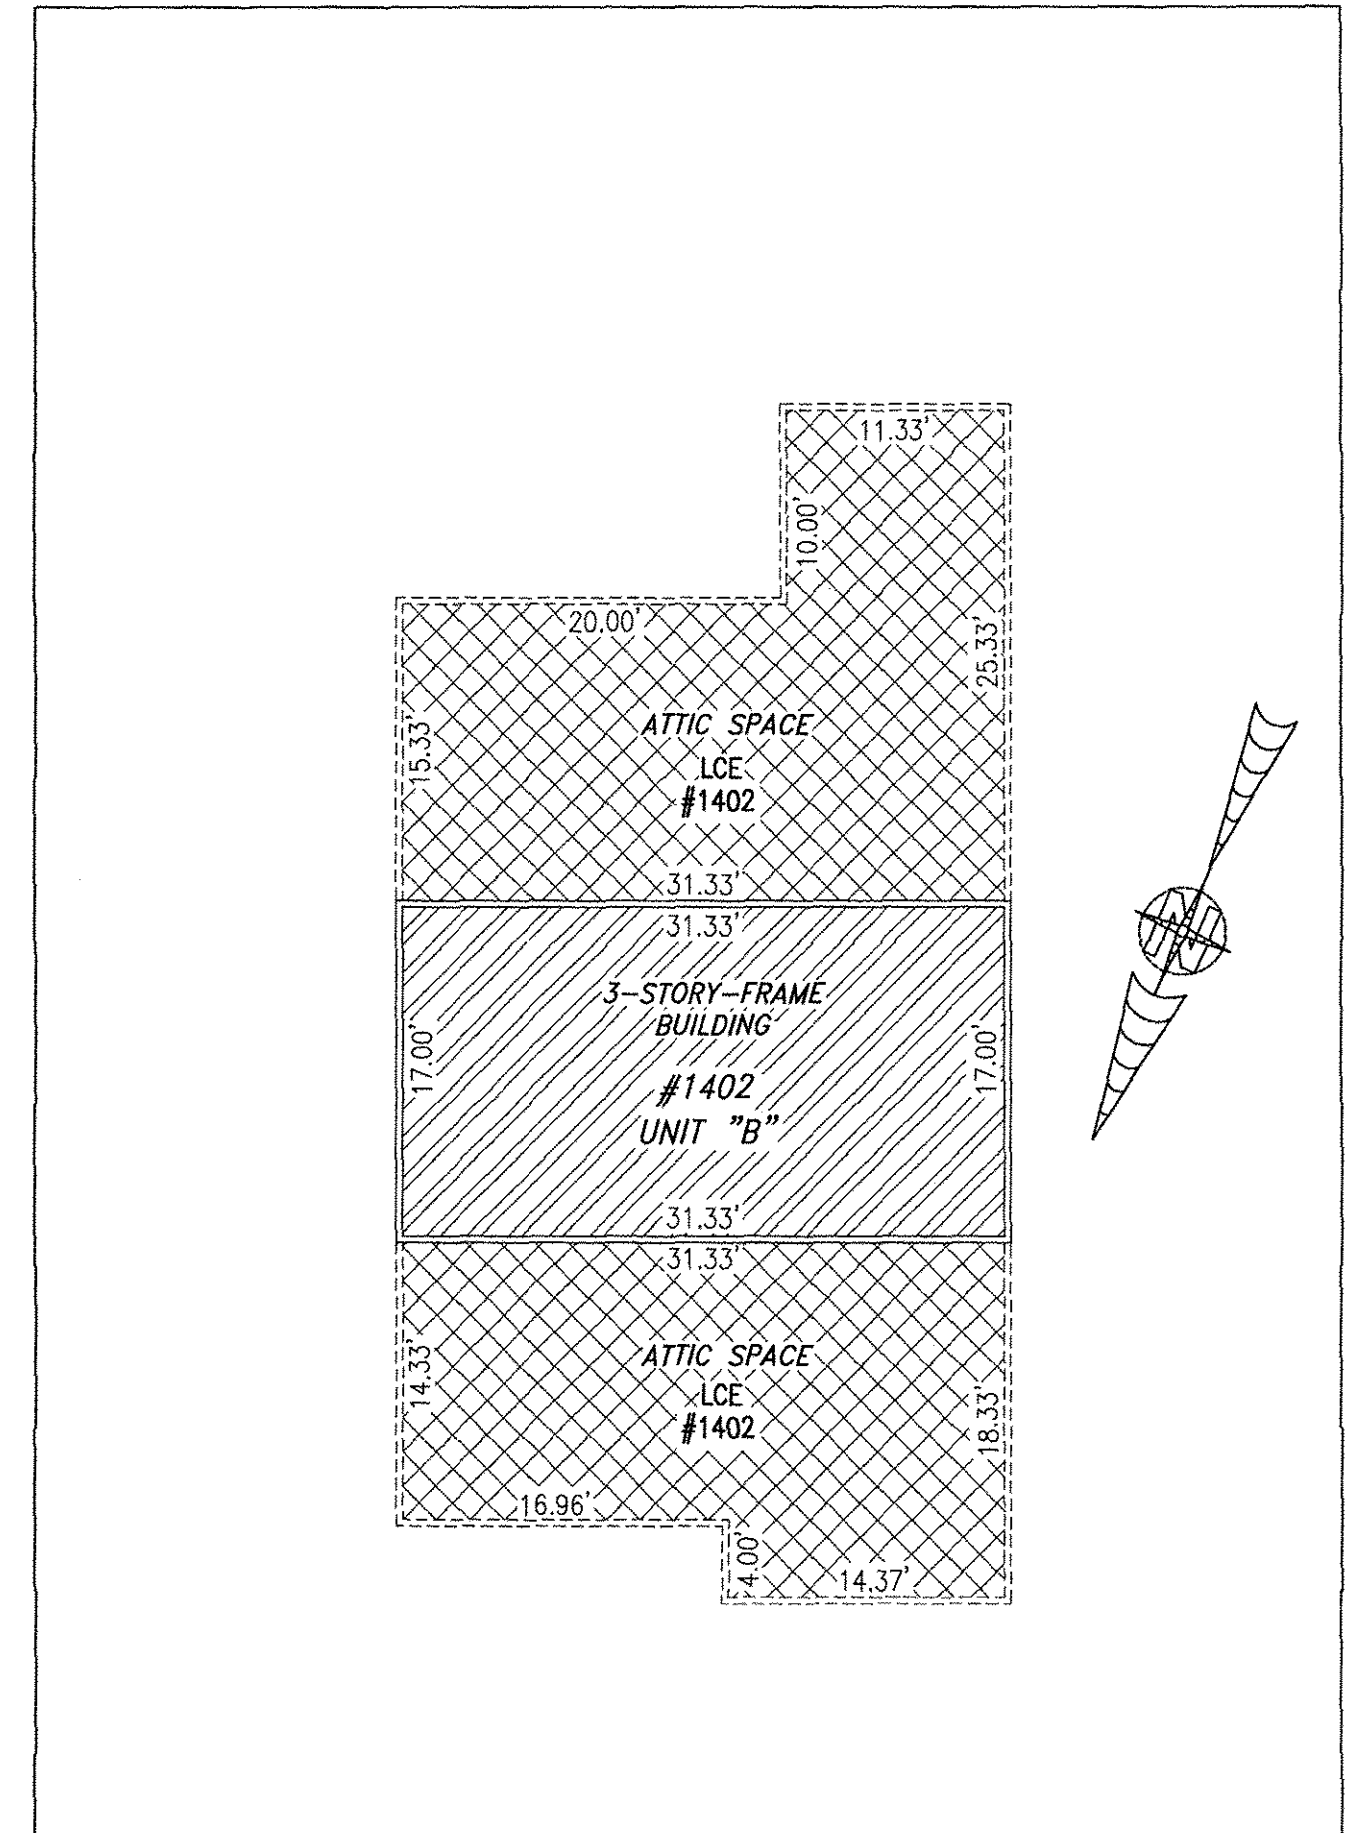 11.33'
10.00'
20.00'
25.33'
ATTIC SPACE
15.33'
LCE
#1402
31.33'
31.33'
3-STORY-FRAME
BUILDING
17.00'
17.00'
#1402
UNIT "B"
31.33'
31.33'
ATTIC SPACE
14.33'
LCE
18.33'
#1402
16.96'
4.00'
14.37'
N